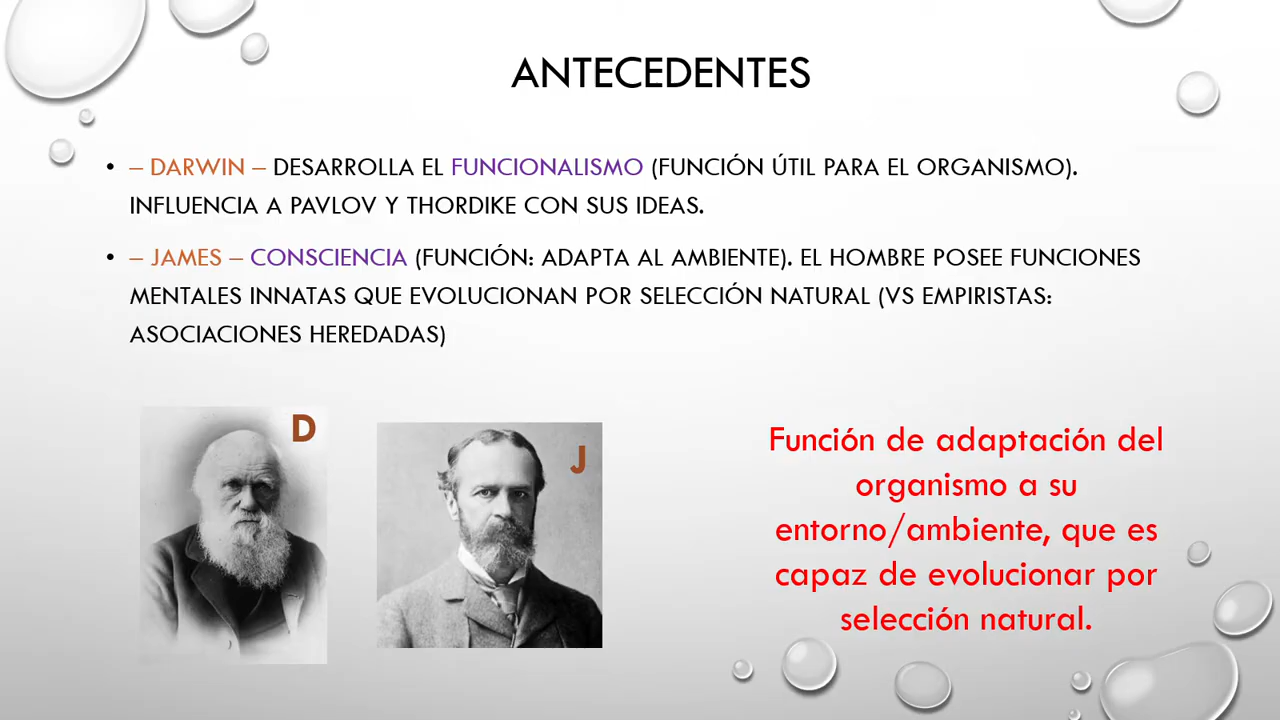 ANTECEDENTES
• – DARWIN – DESARROLLA EL FUNCIONALISMO (FUNCIÓN ÚTIL PARA EL ORGANISMO).
INFLUENCIA A PAVLOV Y THORDIKE CON SUS IDEAS.
• – JAMES – CONSCIENCIA (FUNCIÓN: ADAPTA AL AMBIENTE). EL HOMBRE POSEE FUNCIONES
MENTALES INNATAS QUE EVOLUCIONAN POR SELECCIÓN NATURAL (VS EMPIRISTAS:
ASOCIACIONES HEREDADAS)
D
J
Función de adaptación del
organismo a su
entorno/ambiente, que es
capaz de evolucionar por
selección natural.